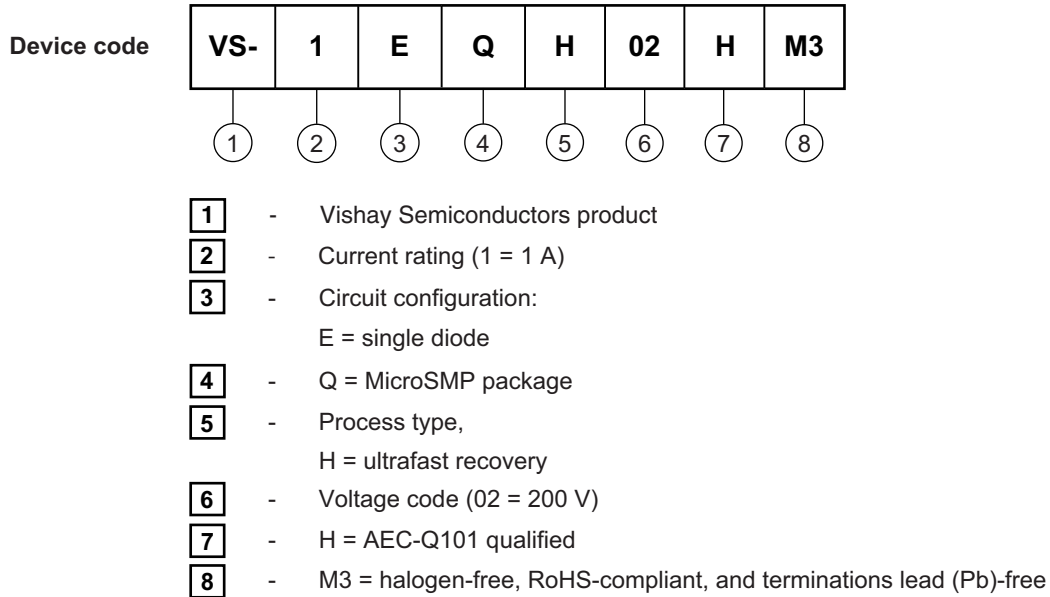 Device code VS- 1 E Q H 02 H M3
1 2 3 4 5 6 7 8
1 - Vishay Semiconductors product
2 - Current rating (1 = 1 A)
3 - Circuit configuration:
E = single diode
4 - Q = MicroSMP package
5 - Process type,
H = ultrafast recovery
6 - Voltage code (02 = 200 V)
7 - H = AEC-Q101 qualified
8 - M3 = halogen-free, RoHS-compliant, and terminations lead (Pb)-free